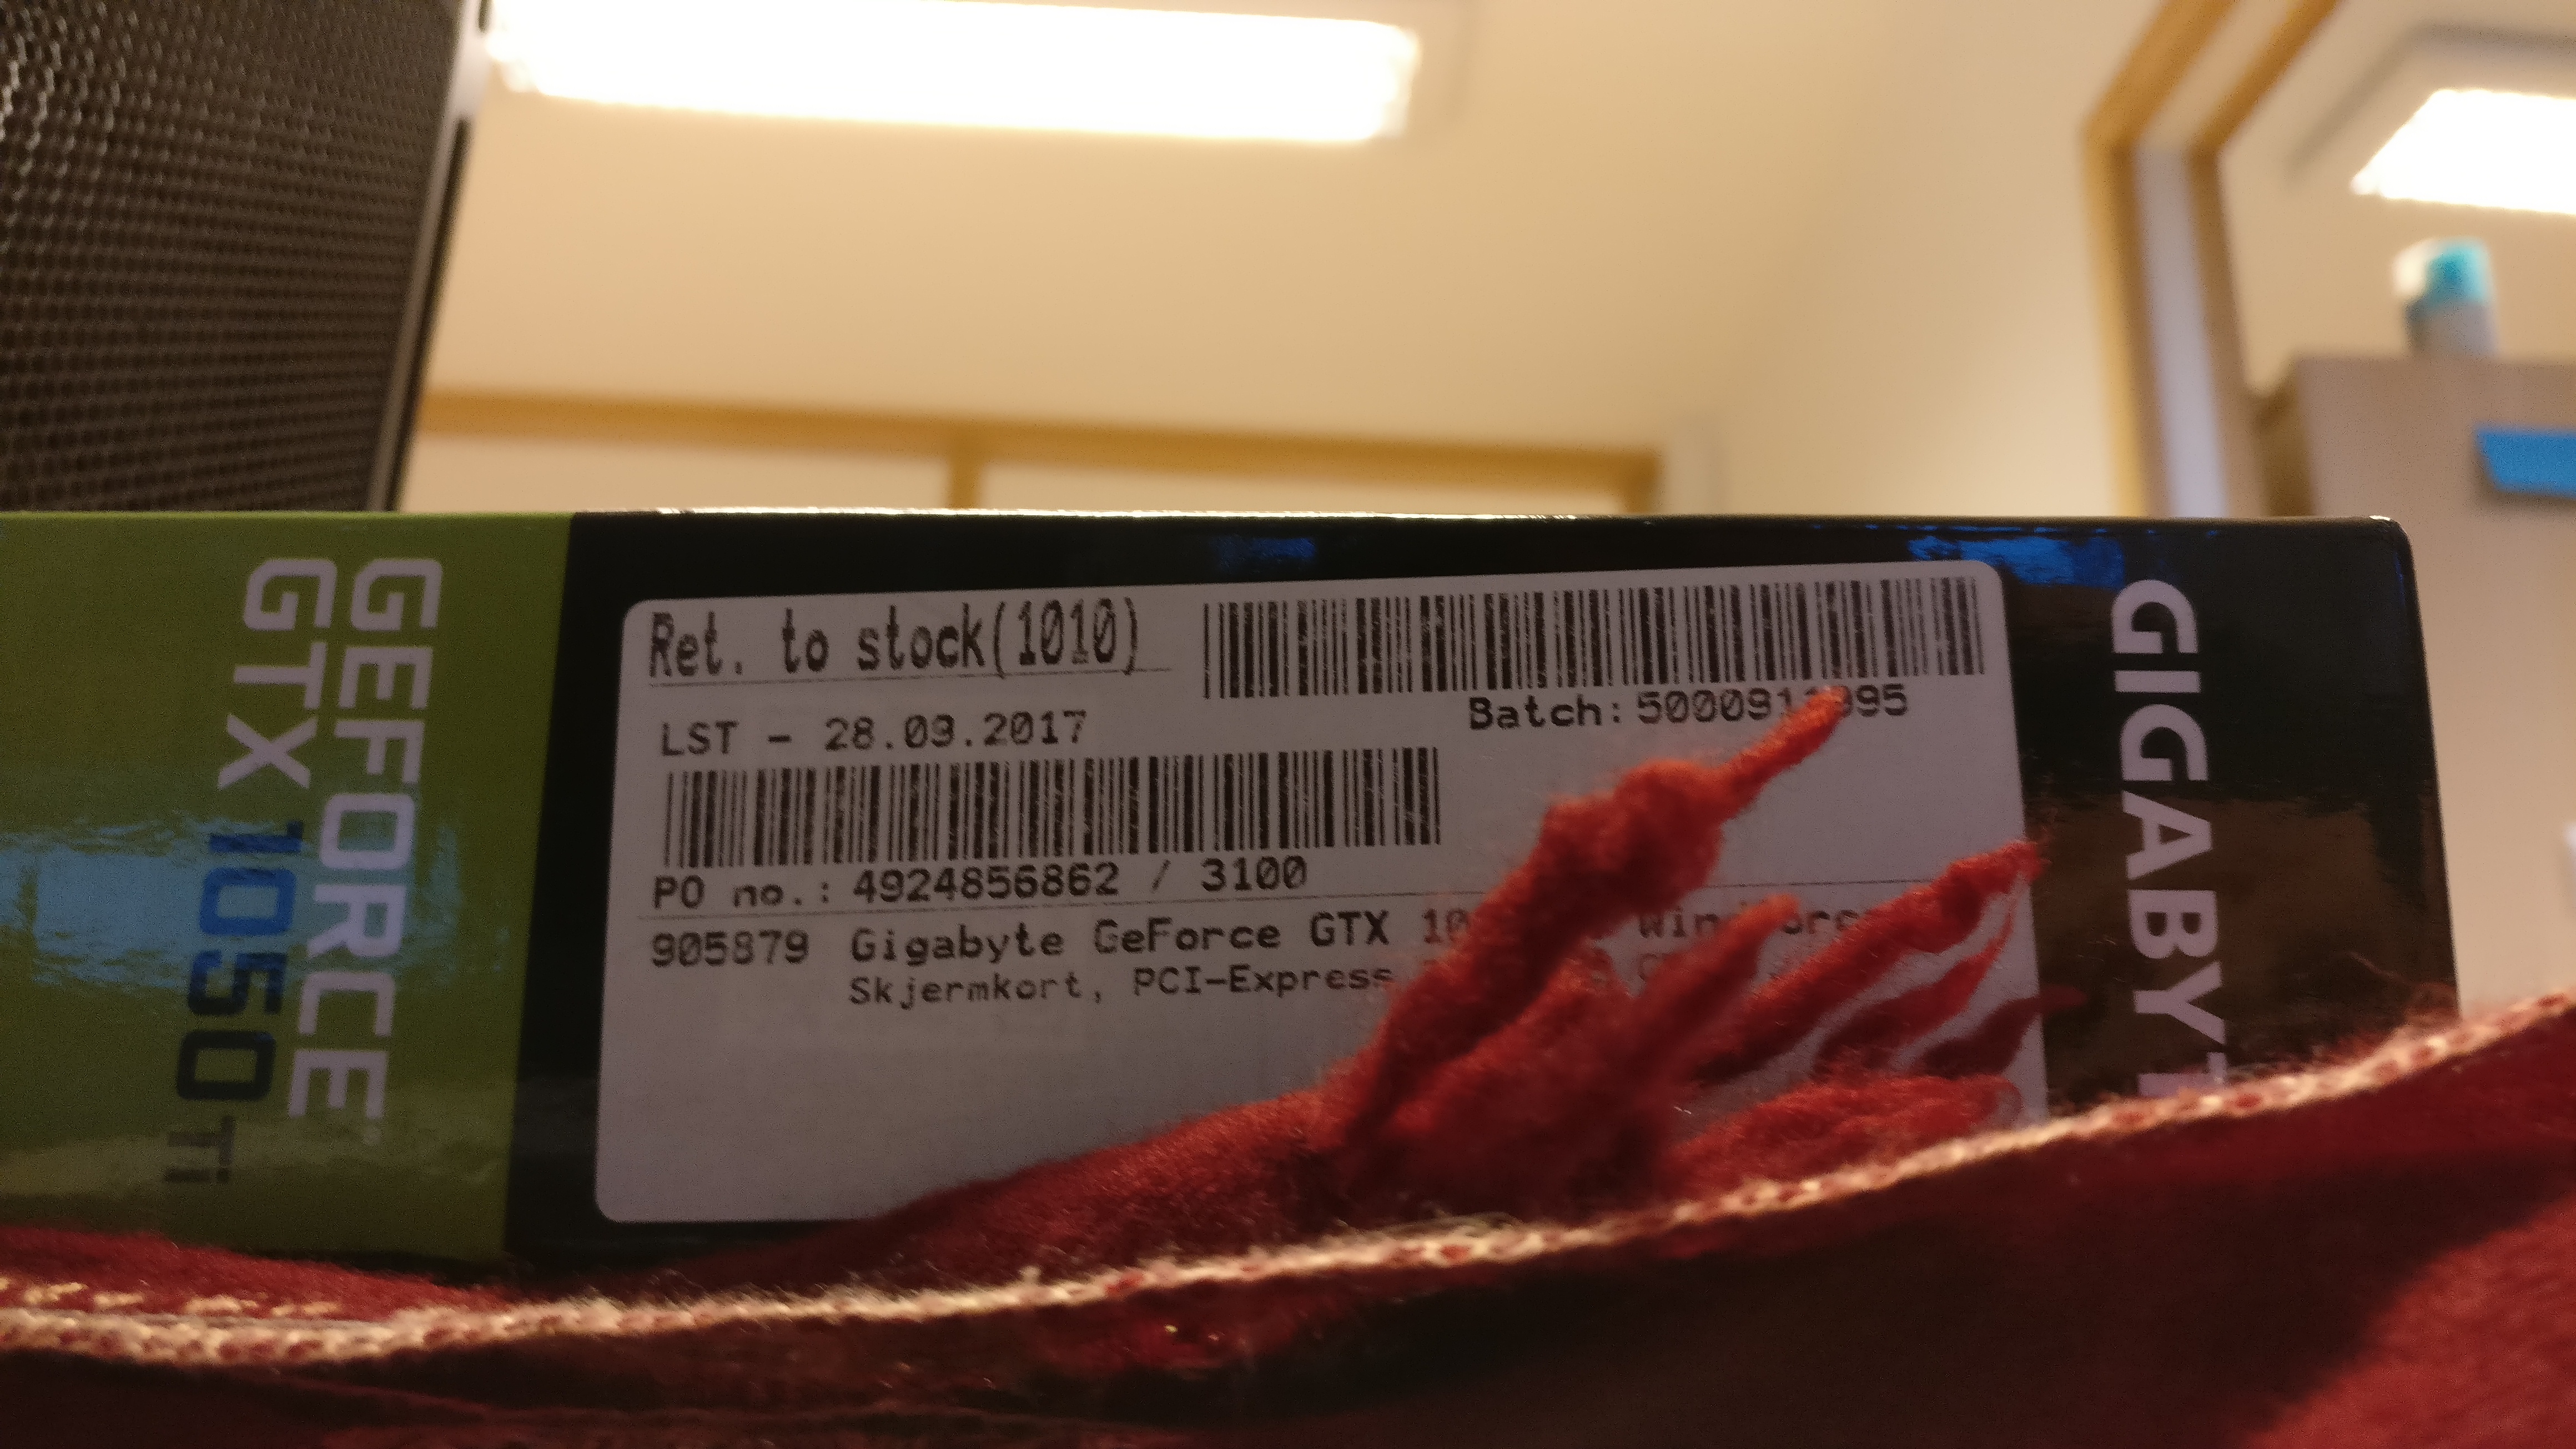 GEFORCE
GTX 1050 Ti
Ret. to stock(1010)
LST - 28.09.2017
Batch:
PO no.: 4924856862 / 3100
905879 Gigabyte GeForce GTX
Skjermkort, PCI-Express